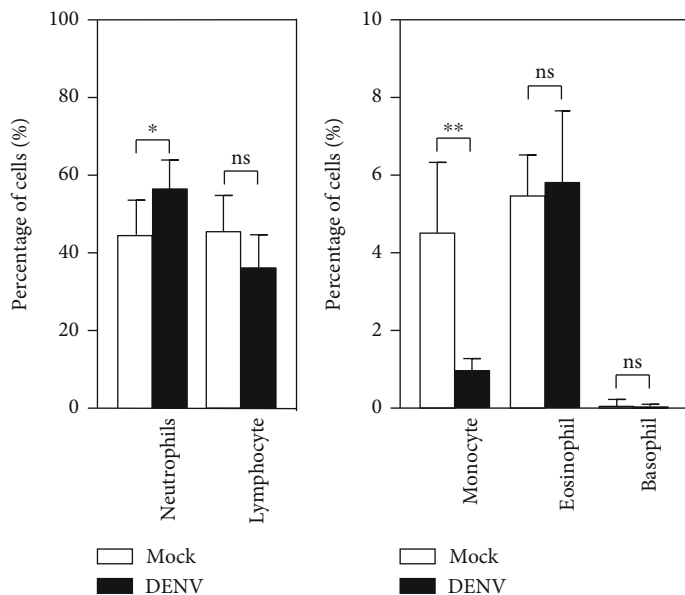 Percentage of cells (%)
100
80
60
40
20
0
*
ns
Neutrophils
Lymphocyte
Mock
DENV
Percentage of cells (%)
10
8
6
4
2
0
**
ns
ns
Monocyte
Eosinophil
Basophil
Mock
DENV